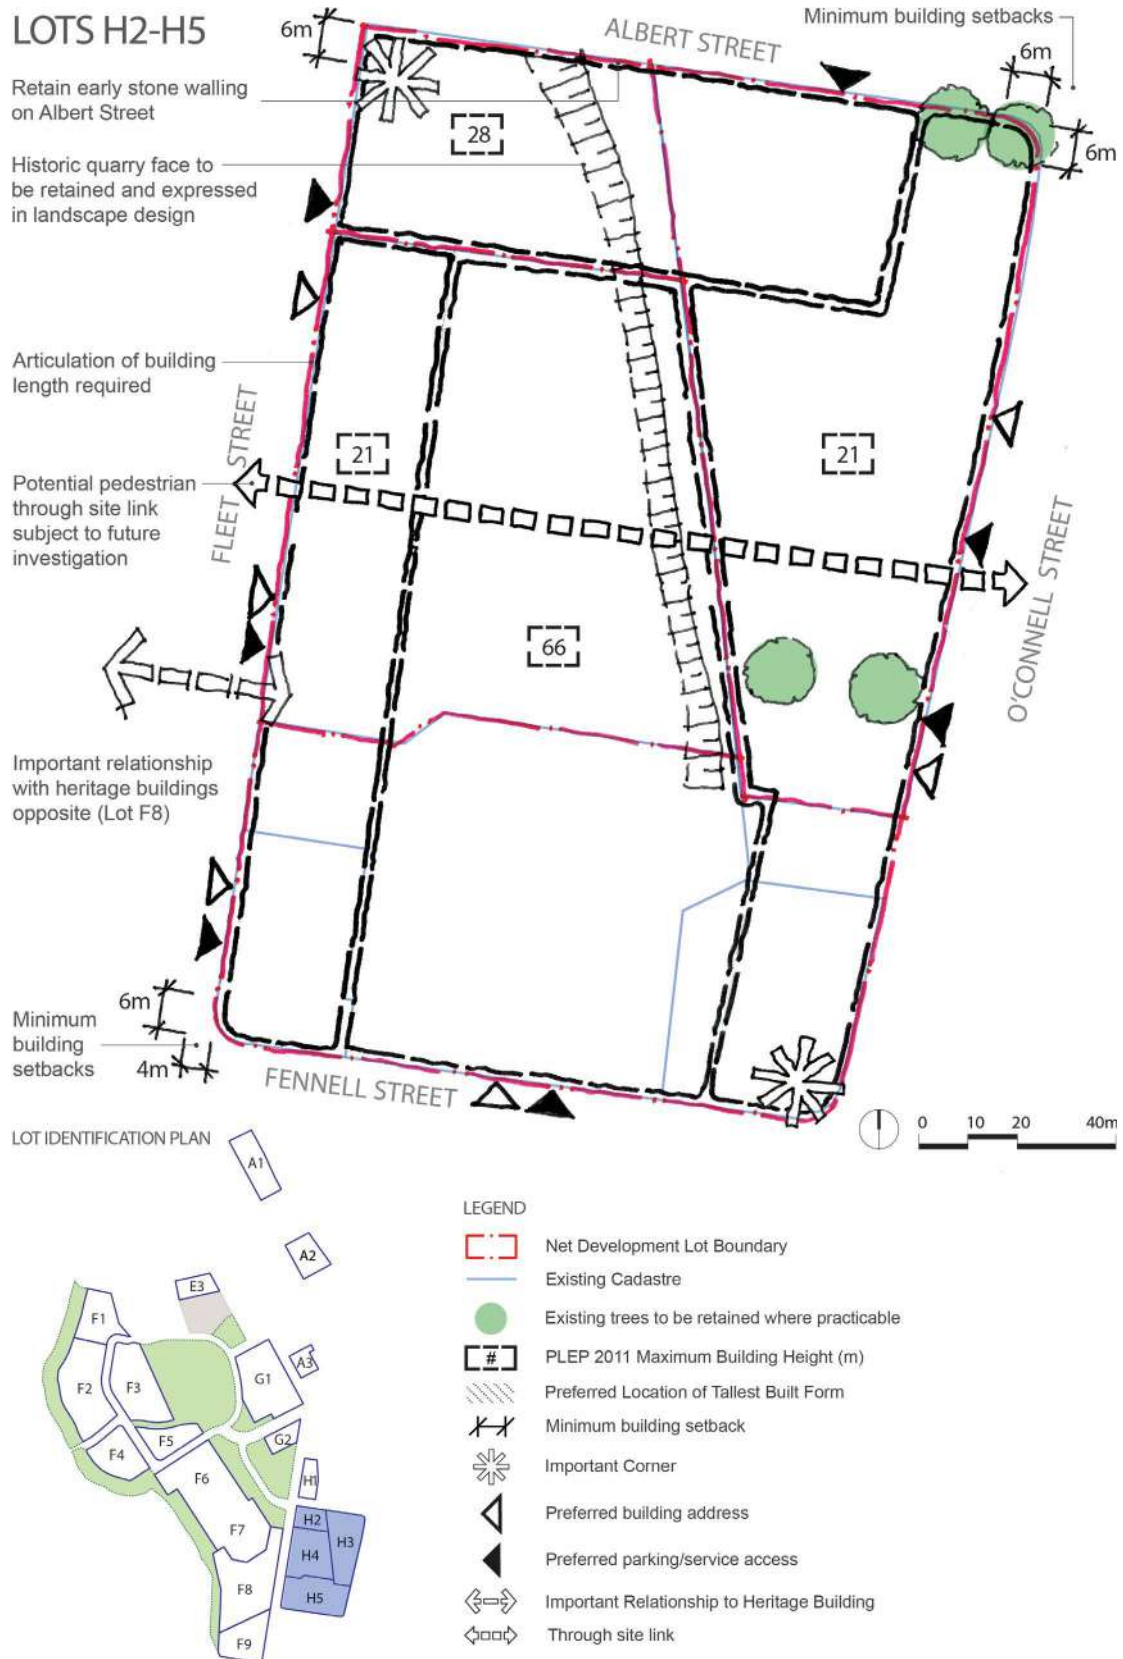 LOTS H2-H5
6m
ALBERT STREET
Minimum building setbacks
6m
6m
Retain early stone walling
on Albert Street
28
Historic quarry face to
be retained and expressed
in landscape design
Articulation of building
length required
FLEET STREET
21
21
Potential pedestrian
through site link
subject to future
investigation
O'CONNELL STREET
66
Important relationship
with heritage buildings
opposite (Lot F8)
6m
Minimum
building
setbacks
4m
FENNELL STREET
0 10 20 40m
LOT IDENTIFICATION PLAN
A1
A2
E3
F1
A3
G1
F2
F3
F5
G2
F4
F6
H1
H2
F7
H3
H4
F8
H5
F9
LEGEND
Net Development Lot Boundary
Existing Cadastre
Existing trees to be retained where practicable
# PLEP 2011 Maximum Building Height (m)
Preferred Location of Tallest Built Form
Minimum building setback
Important Corner
Preferred building address
Preferred parking/service access
Important Relationship to Heritage Building
Through site link